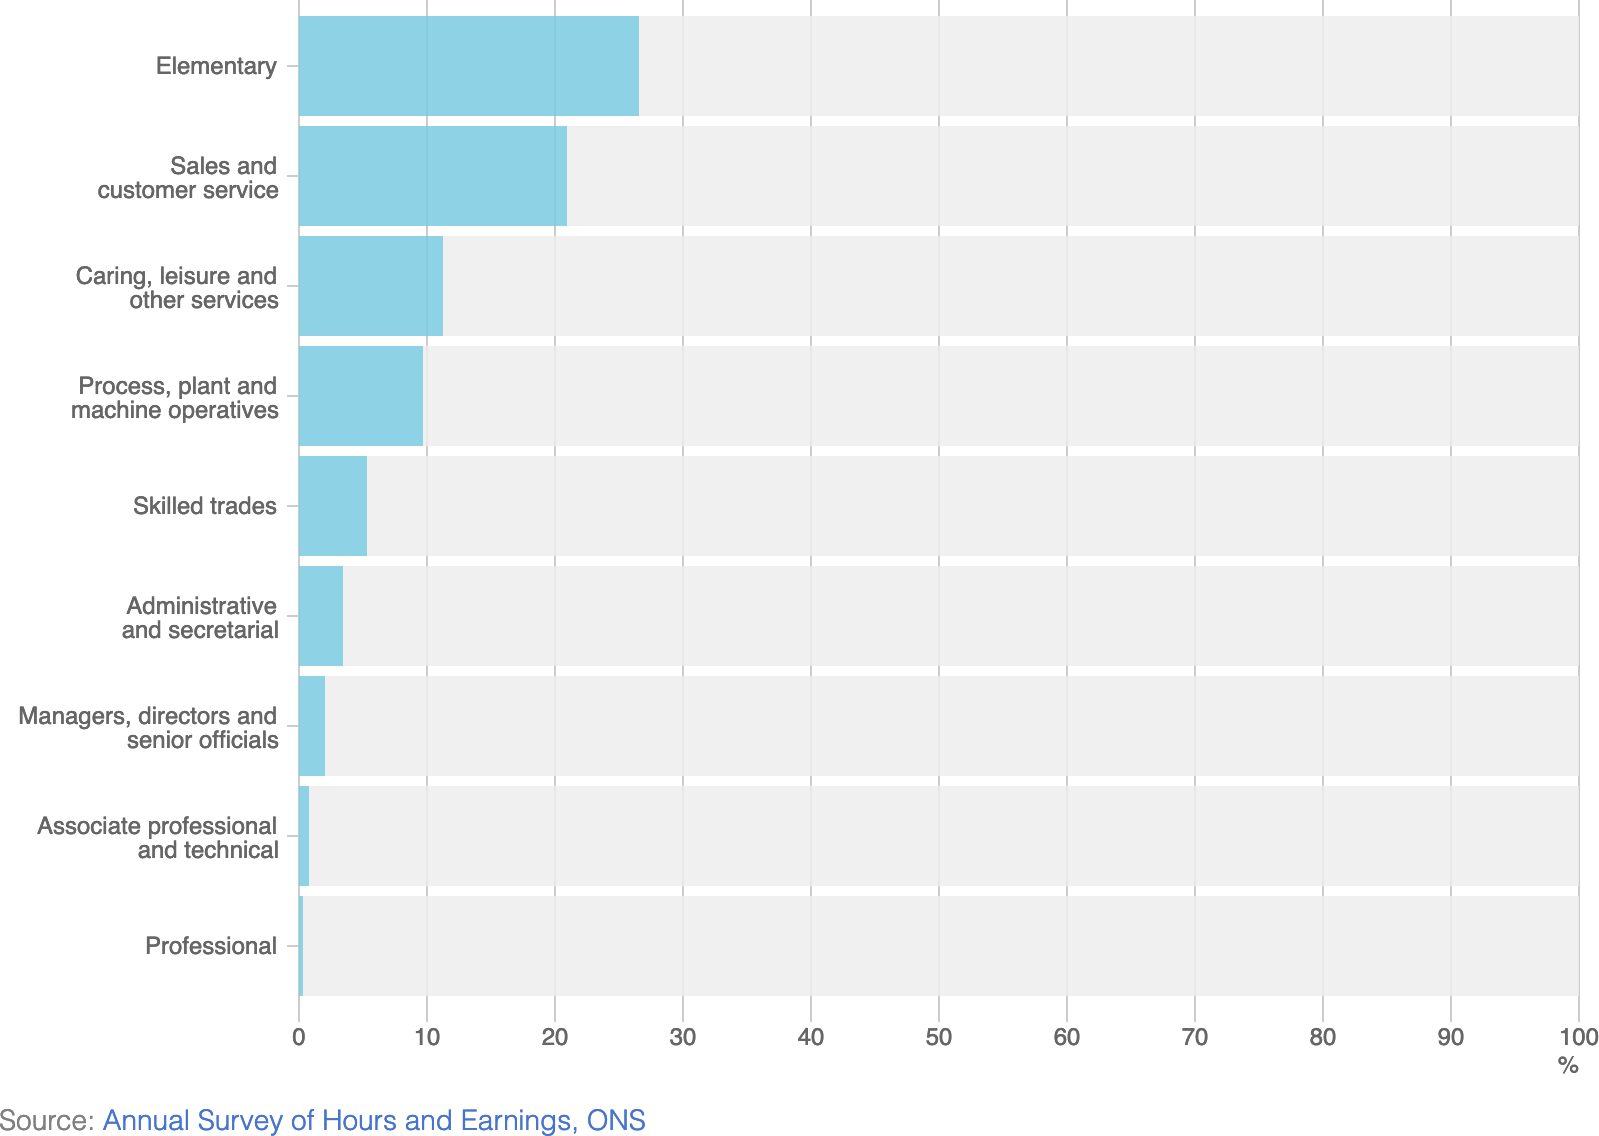 Elementary
Sales and
customer service
Caring, leisure and
other services
Process, plant and
machine operatives
Skilled trades
Administrative
and secretarial
Managers, directors and
senior officials
Associate professional
and technical
Professional
0 10 20 30 40 50 60 70 80 90 100
%
Source: Annual Survey of Hours and Earnings, ONS